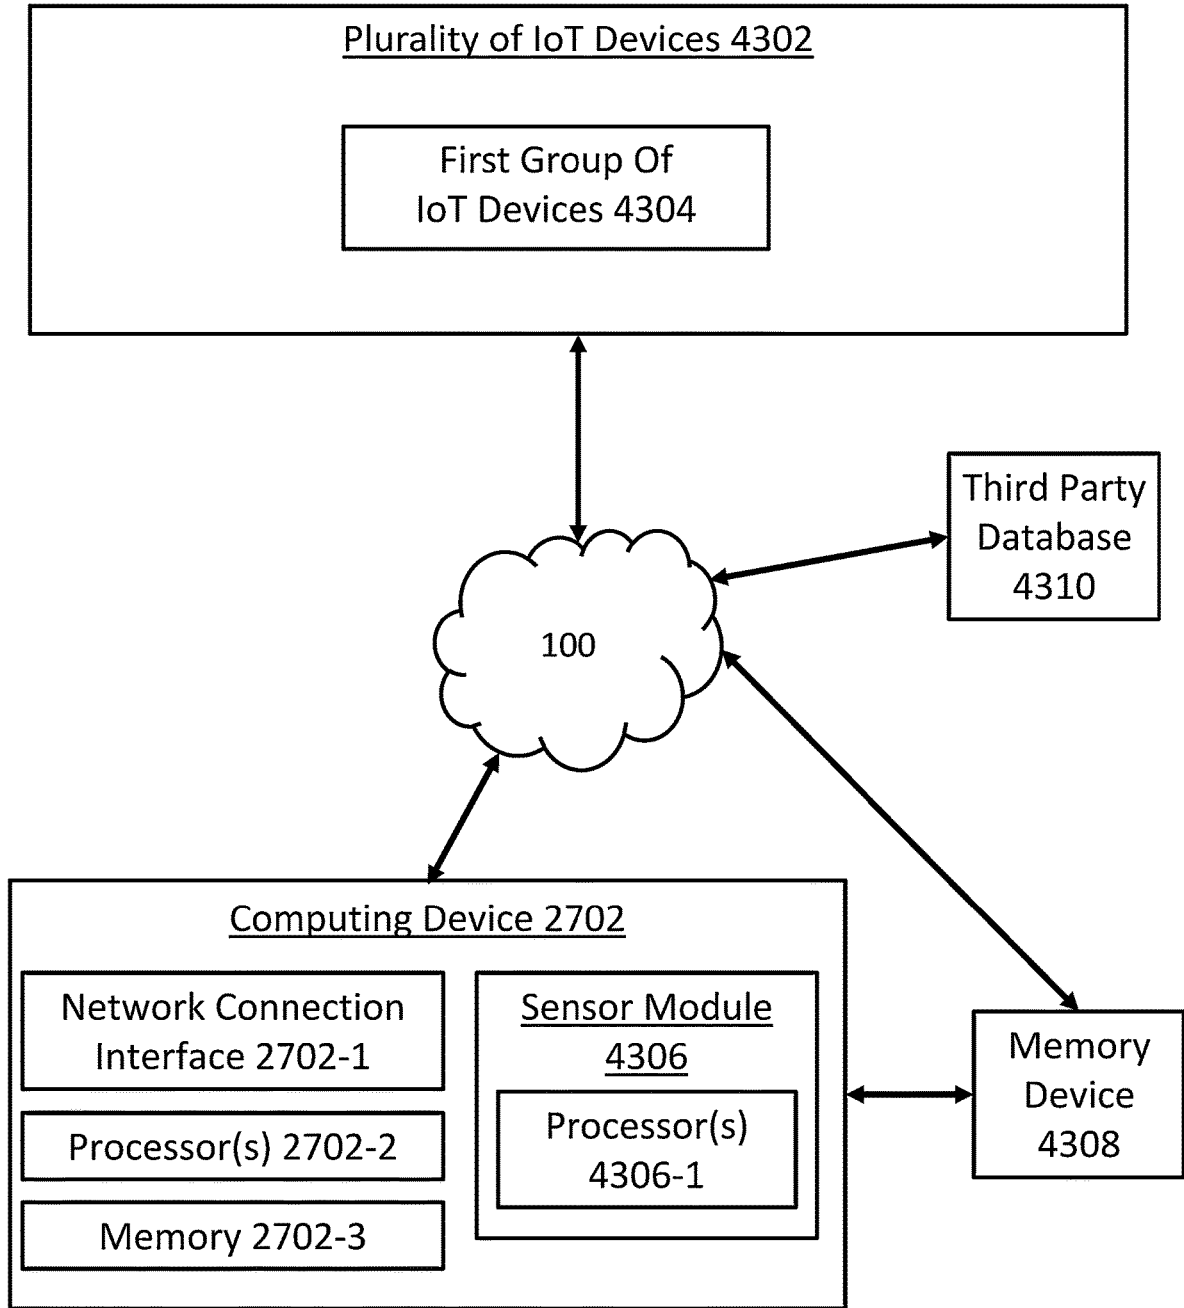 Plurality of IoT Devices 4302
First Group Of
IoT Devices 4304
Third Party
Database
4310
100
Computing Device 2702
Network Connection
Interface 2702-1
Processor(s) 2702-2
Memory 2702-3
Sensor Module
4306
Processor(s)
4306-1
Memory
Device
4308